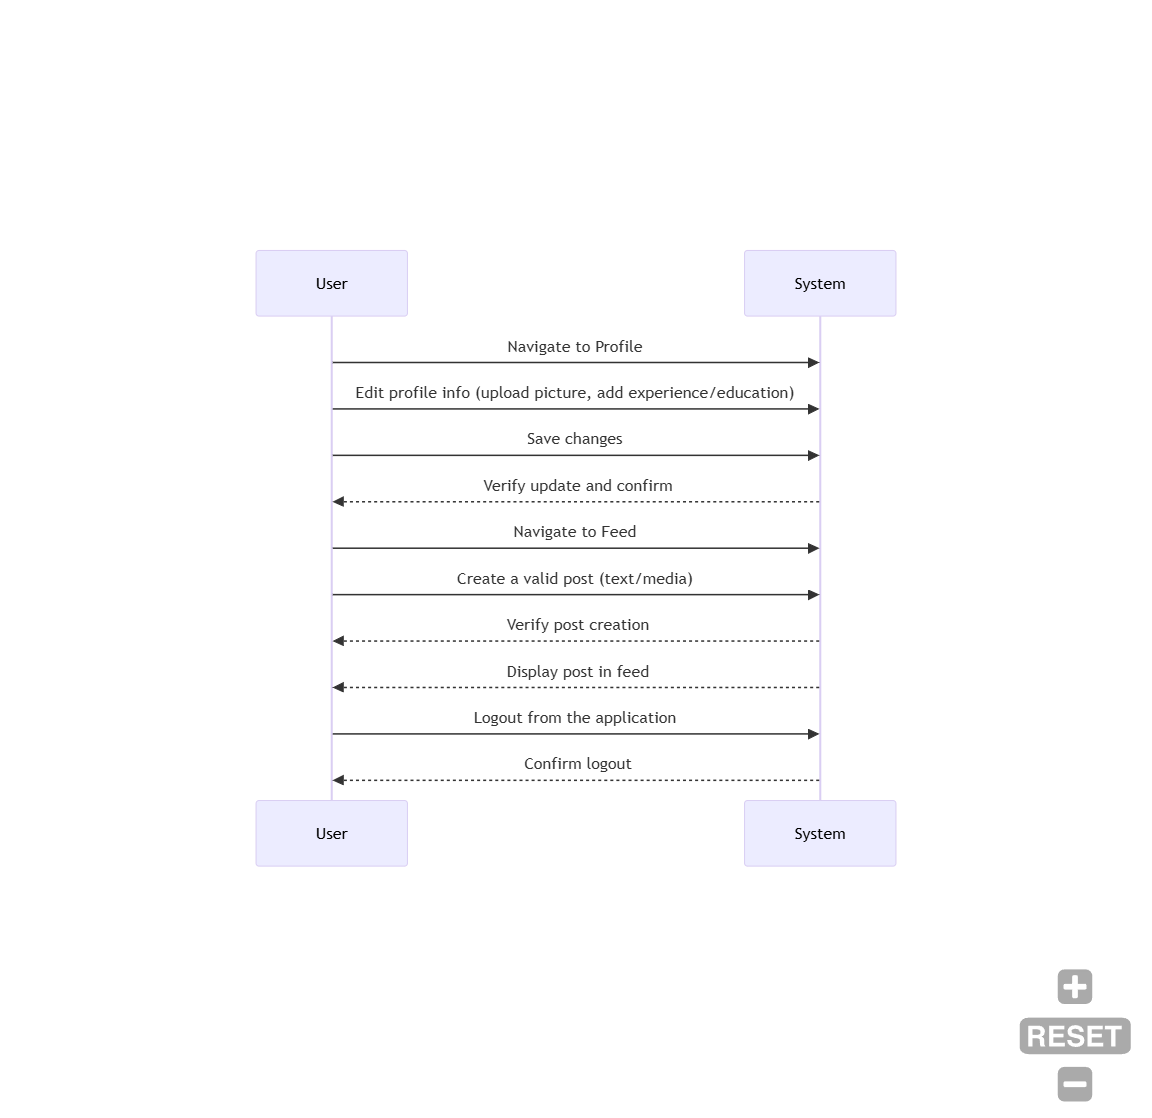 User
System
Navigate to Profile
Edit profile info (upload picture, add experience/education)
Save changes
Verify update and confirm
Navigate to Feed
Create a valid post (text/media)
Verify post creation
Display post in feed
Logout from the application
Confirm logout
User
System
RESET